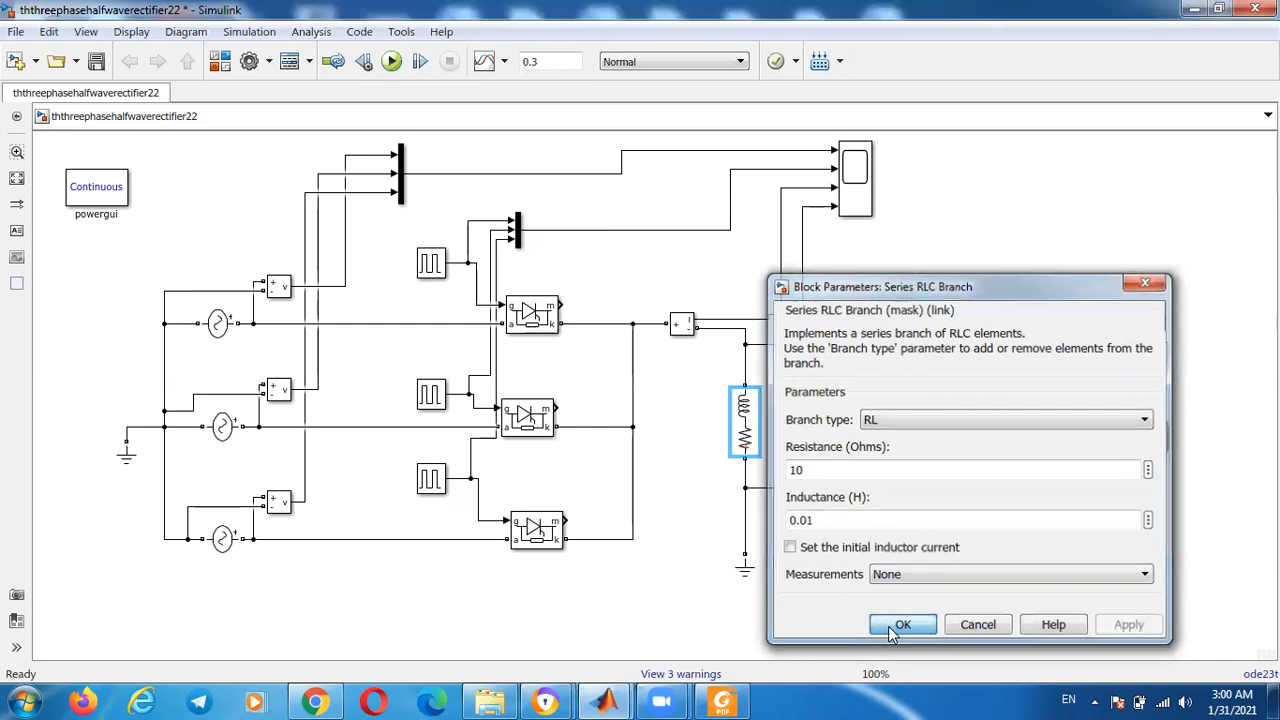 ththreephasehalfwaverectifier22 * - Simulink
File Edit View Display Diagram Simulation Analysis Code Tools Help
0.3 Normal
ththreephasehalfwaverectifier22
ththreephasehalfwaverectifier22
Continuous
powergui
Block Parameters: Series RLC Branch
Series RLC Branch (mask) (link)
Implements a series branch of RLC elements.
Use the 'Branch type' parameter to add or remove elements from the
branch.
Parameters
Branch type: RL
Resistance (Ohms):
10
Inductance (H):
0.01
Set the initial inductor current
Measurements None
OK Cancel Help Apply
+ - v
+ - v
+ - v
g m a k
g m a k
g m a k
+ i -
Ready View 3 warnings 100% ode23t
EN 3:00 AM
1/31/2021
PDF